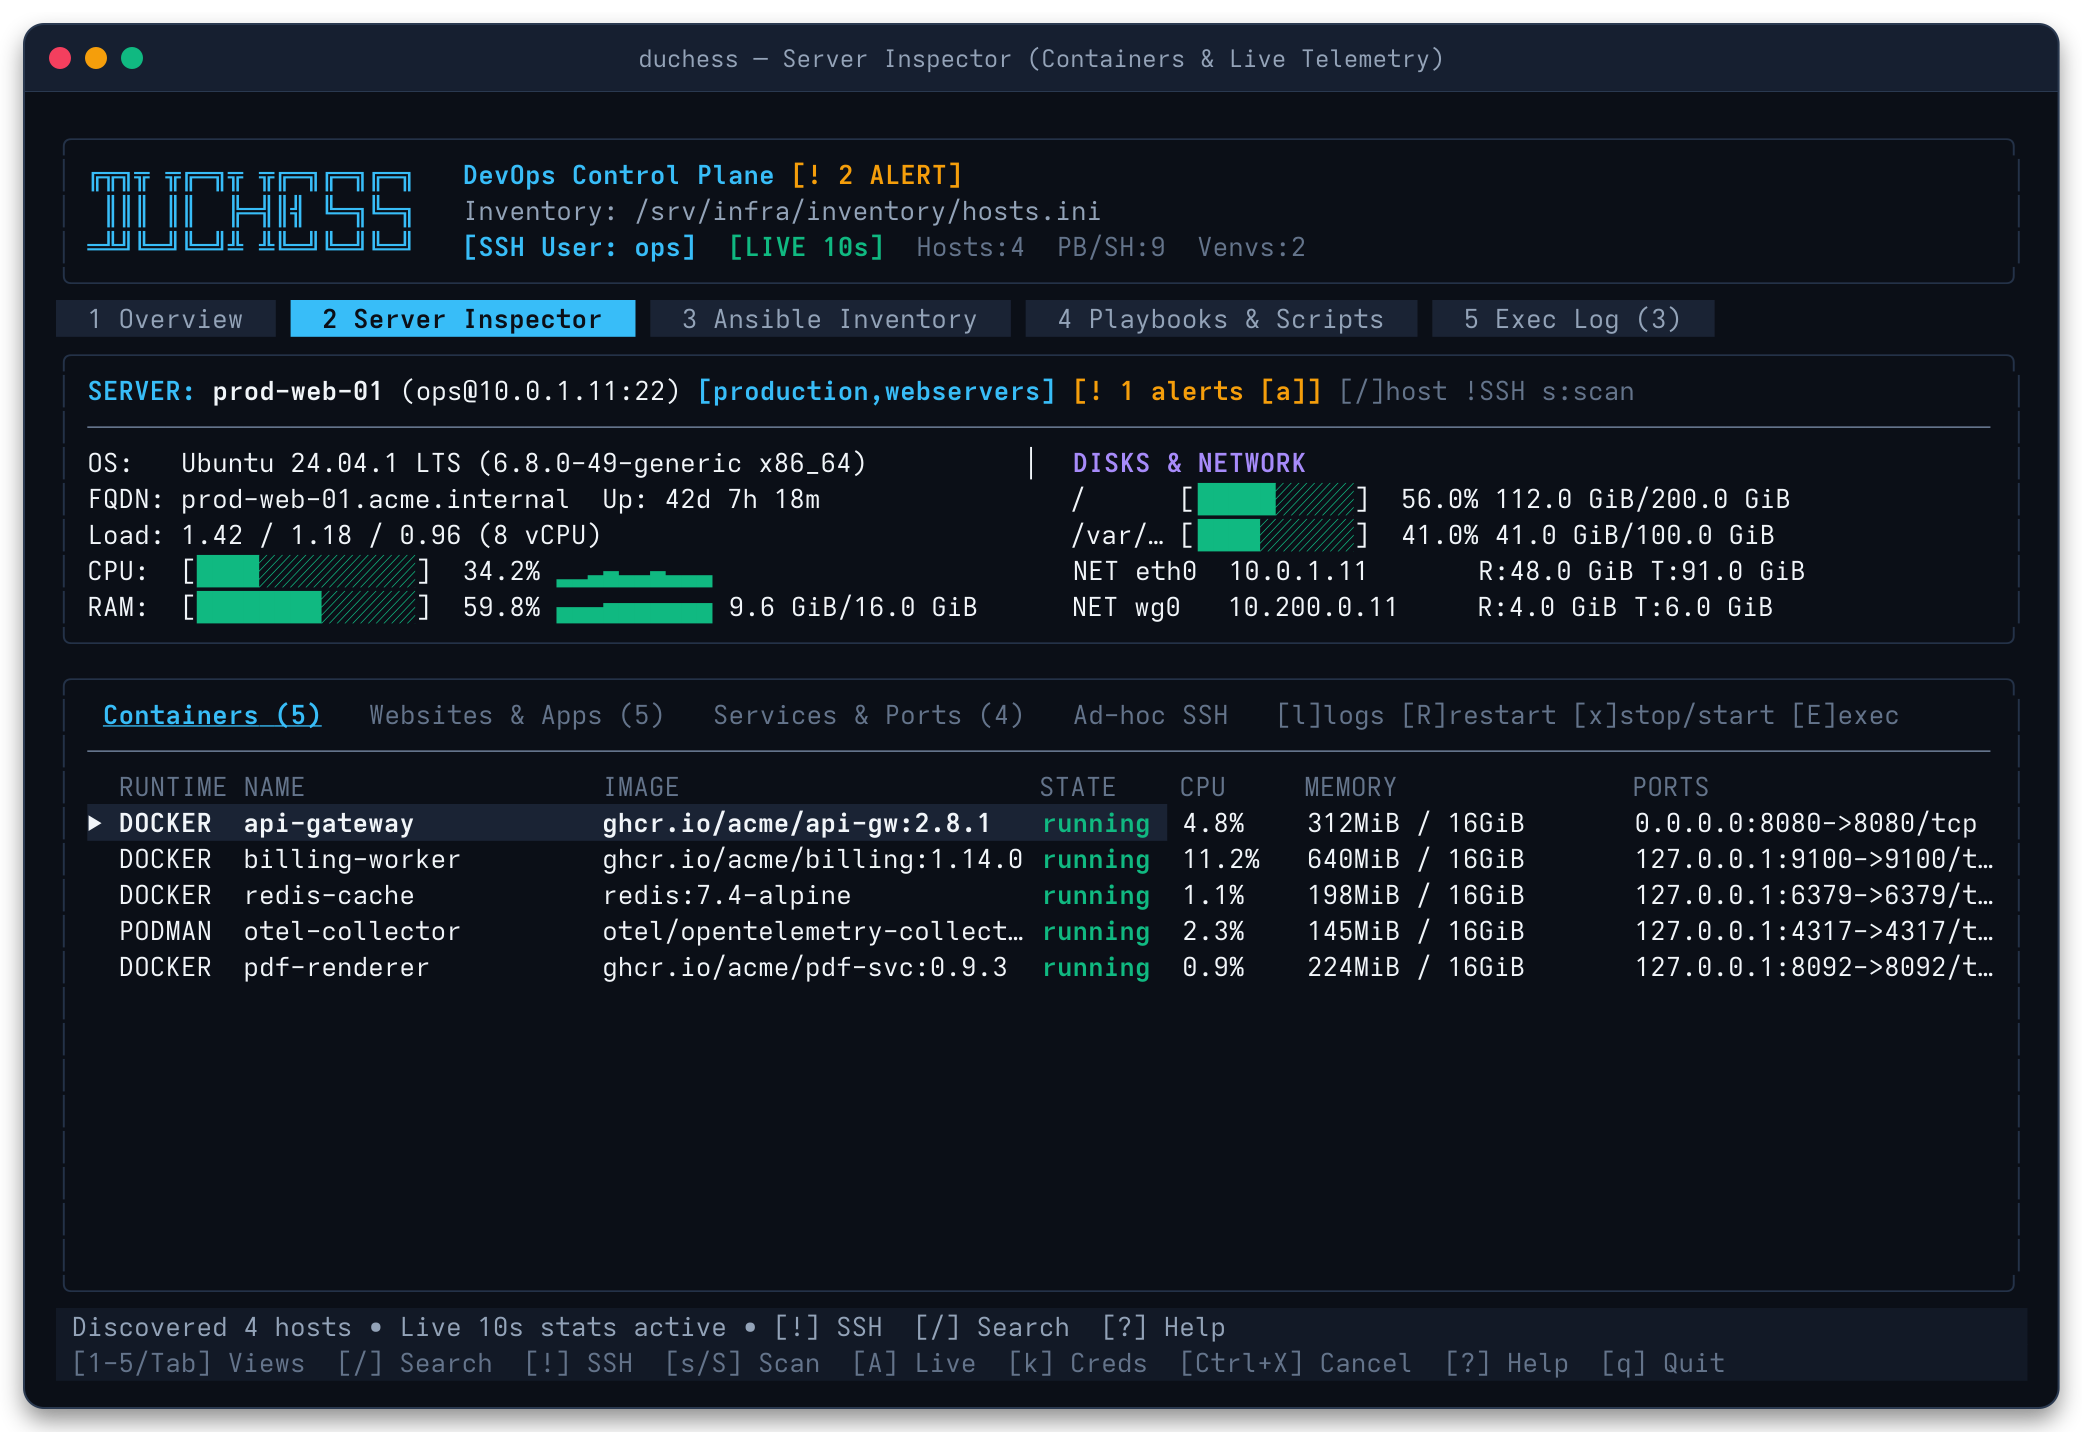 duchess — Server Inspector (Containers & Live Telemetry)
DUCHESS
DevOps Control Plane [! 2 ALERT]
Inventory: /srv/infra/inventory/hosts.ini
[SSH User: ops]  [LIVE 10s]  Hosts:4  PB/SH:9  Venvs:2
1 Overview  2 Server Inspector  3 Ansible Inventory  4 Playbooks & Scripts  5 Exec Log (3)
SERVER: prod-web-01 (ops@10.0.1.11:22) [production,webservers] [! 1 alerts [a]] [/]host !SSH s:scan
OS:   Ubuntu 24.04.1 LTS (6.8.0-49-generic x86_64)
FQDN: prod-web-01.acme.internal  Up: 42d 7h 18m
Load: 1.42 / 1.18 / 0.96 (8 vCPU)
CPU:  [ ]  34.2%
RAM:  [ ]  59.8%  9.6 GiB/16.0 GiB
DISKS & NETWORK
/      [ ]  56.0% 112.0 GiB/200.0 GiB
/var/… [ ]  41.0% 41.0 GiB/100.0 GiB
NET eth0  10.0.1.11  R:48.0 GiB T:91.0 GiB
NET wg0   10.200.0.11  R:4.0 GiB T:6.0 GiB
Containers (5)  Websites & Apps (5)  Services & Ports (4)  Ad-hoc SSH  [l]logs [R]restart [x]stop/start [E]exec
RUNTIME NAME  IMAGE  STATE  CPU  MEMORY  PORTS
▶ DOCKER  api-gateway  ghcr.io/acme/api-gw:2.8.1  running  4.8%  312MiB / 16GiB  0.0.0.0:8080->8080/tcp
DOCKER  billing-worker  ghcr.io/acme/billing:1.14.0  running  11.2%  640MiB / 16GiB  127.0.0.1:9100->9100/t…
DOCKER  redis-cache  redis:7.4-alpine  running  1.1%  198MiB / 16GiB  127.0.0.1:6379->6379/t…
PODMAN  otel-collector  otel/opentelemetry-collect…  running  2.3%  145MiB / 16GiB  127.0.0.1:4317->4317/t…
DOCKER  pdf-renderer  ghcr.io/acme/pdf-svc:0.9.3  running  0.9%  224MiB / 16GiB  127.0.0.1:8092->8092/t…
Discovered 4 hosts • Live 10s stats active • [!] SSH  [/] Search  [?] Help
[1-5/Tab] Views  [/] Search  [!] SSH  [s/S] Scan  [A] Live  [k] Creds  [Ctrl+X] Cancel  [?] Help  [q] Quit